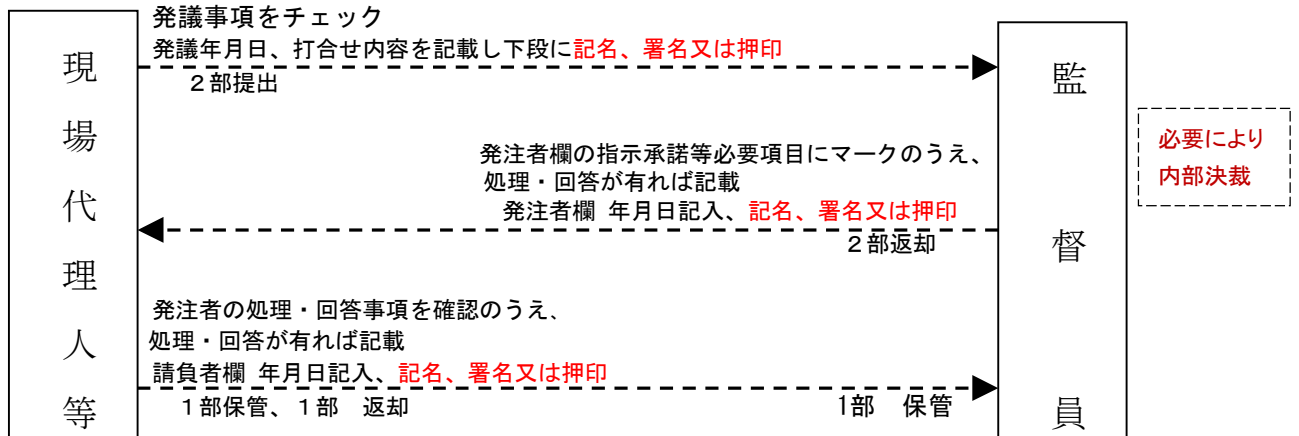 現場代理人等
発議事項をチェック
発議年月日、打合せ内容を記載し下段に記名、署名又は押印
２部提出
監督員
必要により
内部決裁
発注者欄の指示承諾等必要項目にマークのうえ、
処理・回答が有れば記載
発注者欄 年月日記入、記名、署名又は押印
２部返却
発注者の処理・回答事項を確認のうえ、
処理・回答が有れば記載
請負者欄 年月日記入、記名、署名又は押印
１部保管、１部　返却
1部　保管